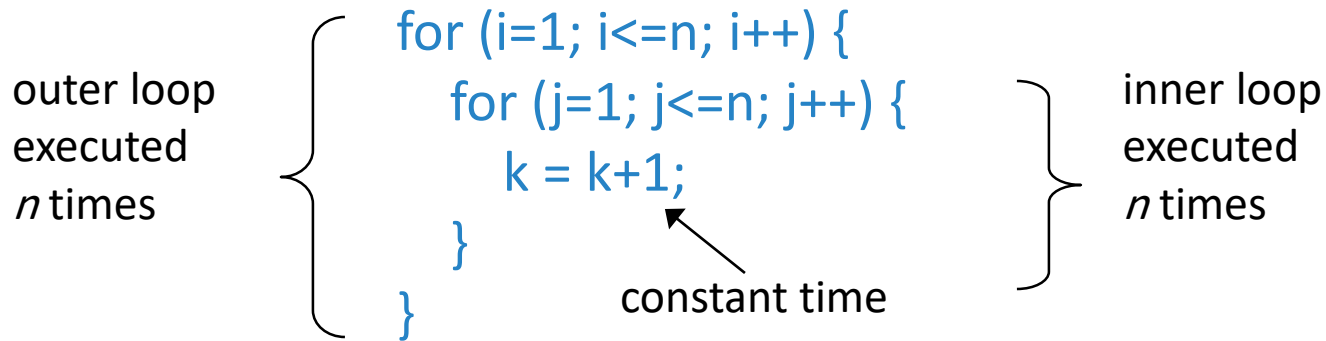 outer loop
executed
n times
for (i=1; i<=n; i++) {
for (j=1; j<=n; j++) {
k = k+1;
}
}
constant time
inner loop
executed
n times